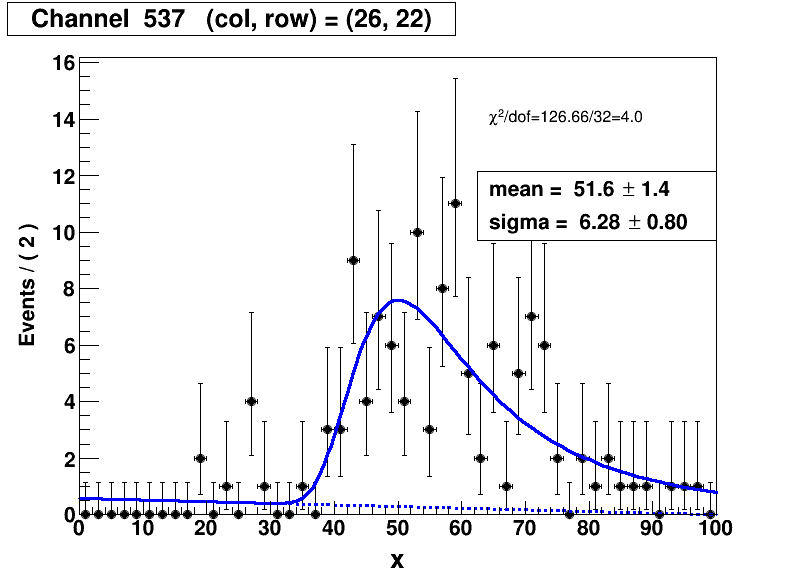 Channel 537 (col, row) = (26, 22)
16
14
12
10
8
6
4
2
0
Events / ( 2 )
χ²/dof=126.66/32=4.0
mean = 51.6 ± 1.4
sigma = 6.28 ± 0.80
0 10 20 30 40 50 60 70 80 90 100
x